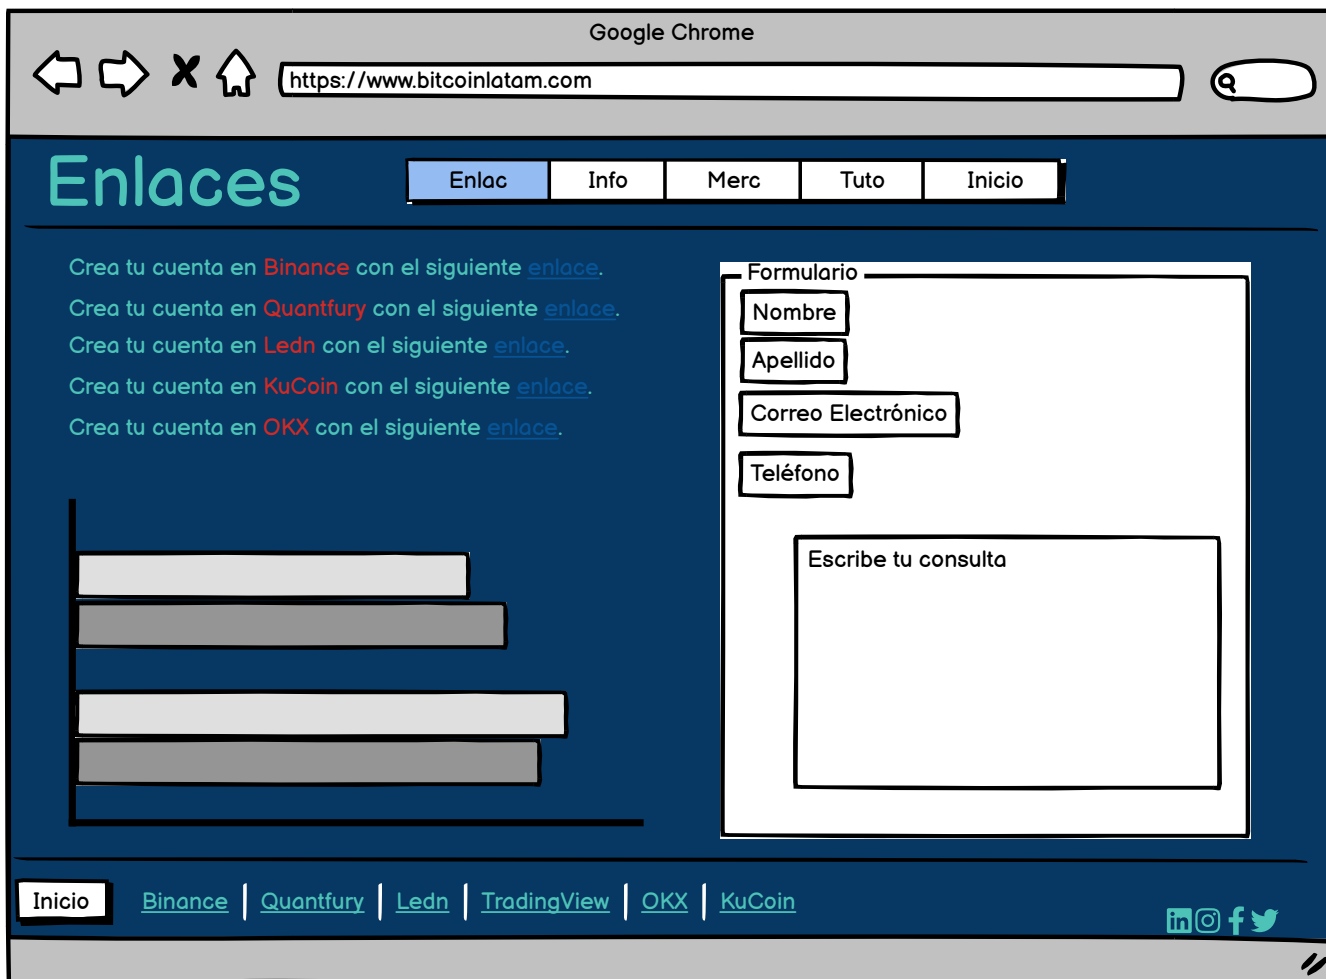 Google Chrome
https://www.bitcoinlatam.com
Enlaces
Enlac Info Merc Tuto Inicio
Crea tu cuenta en Binance con el siguiente enlace.
Crea tu cuenta en Quantfury con el siguiente enlace.
Crea tu cuenta en Ledn con el siguiente enlace.
Crea tu cuenta en KuCoin con el siguiente enlace.
Crea tu cuenta en OKX con el siguiente enlace.
Formulario
Nombre
Apellido
Correo Electrónico
Teléfono
Escribe tu consulta
Inicio Binance Quantfury Ledn TradingView OKX KuCoin